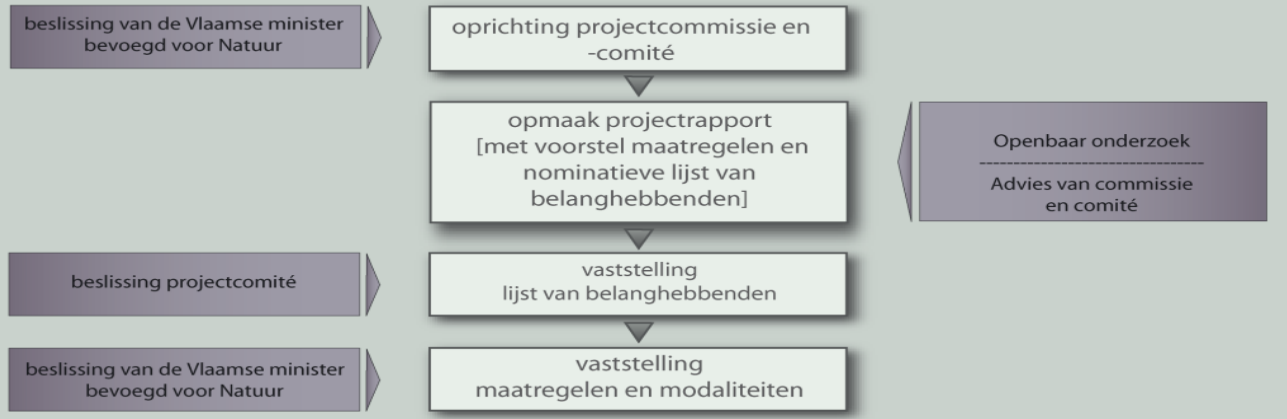 beslissing van de Vlaamse minister
bevoegd voor Natuur
oprichting projectcommissie en
-comité
opmaak projectrapport
[met voorstel maatregelen en
nominatieve lijst van
belanghebbenden]
Openbaar onderzoek
---------------------------------
Advies van commissie
en comité
beslissing projectcomité
vaststelling
lijst van belanghebbenden
beslissing van de Vlaamse minister
bevoegd voor Natuur
vaststelling
maatregelen en modaliteiten